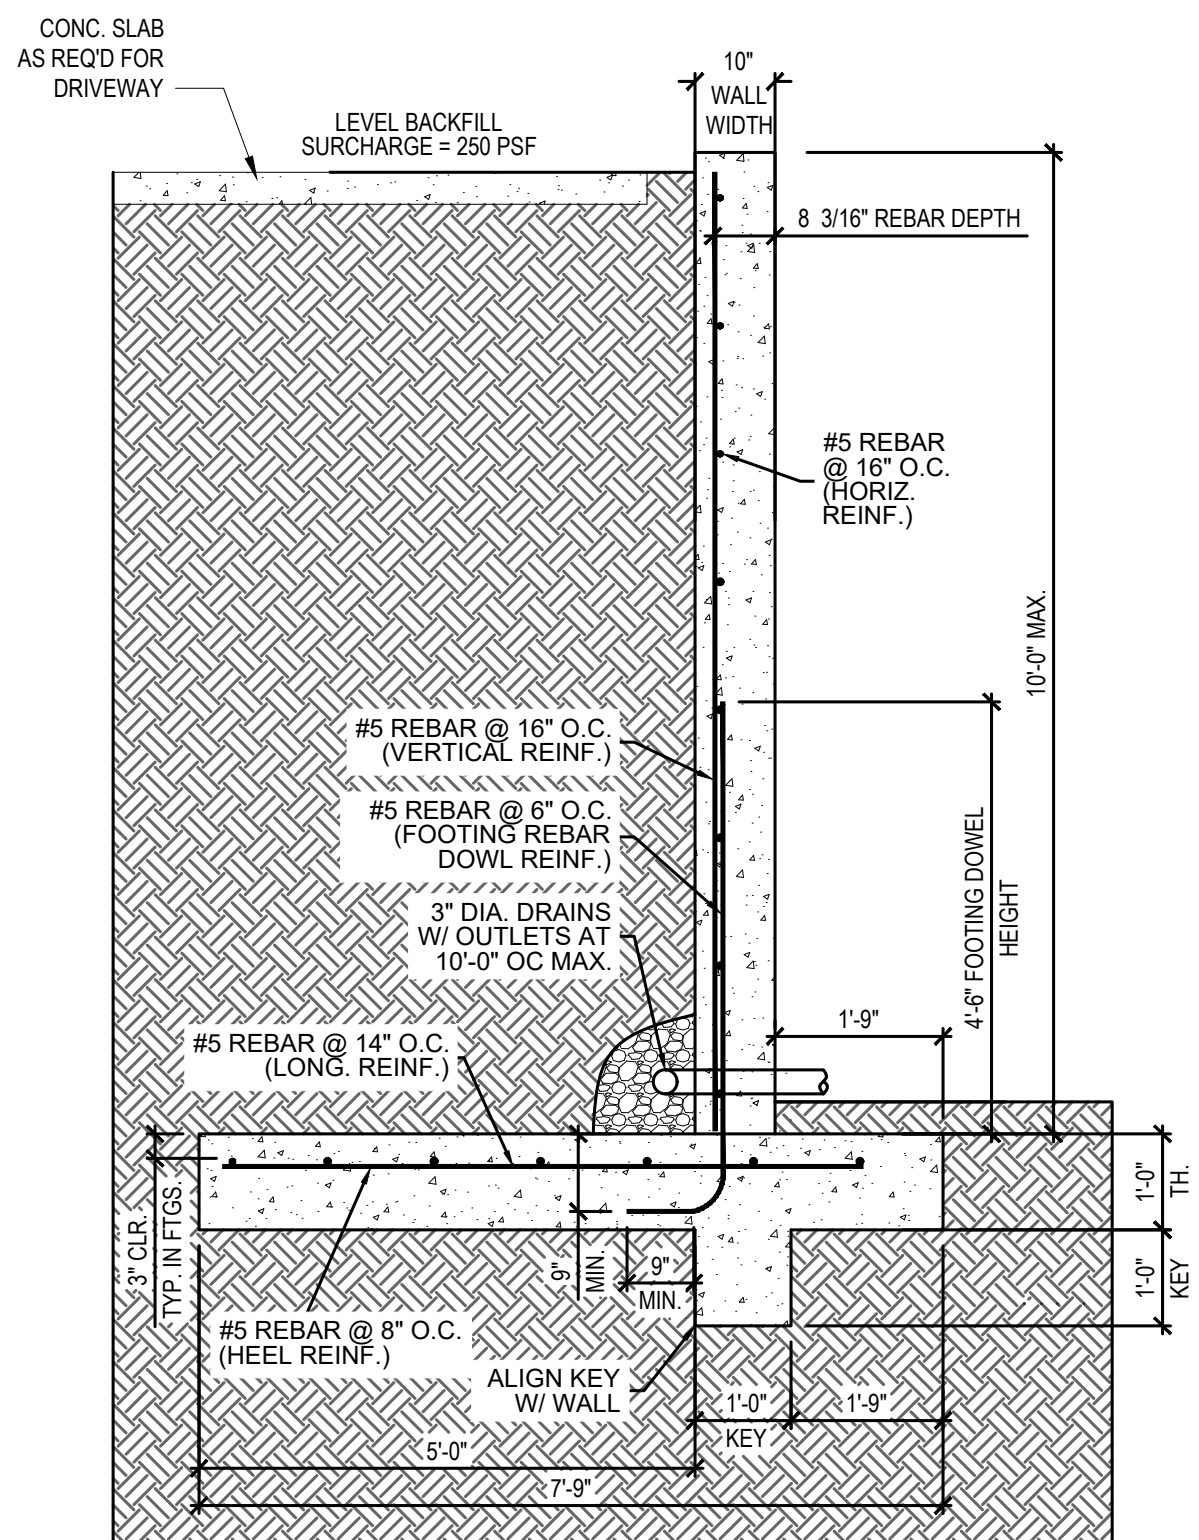 CONC. SLAB
AS REQ'D FOR
DRIVEWAY
LEVEL BACKFILL
SURCHARGE = 250 PSF
10"
WALL
WIDTH
8 3/16" REBAR DEPTH
#5 REBAR
@ 16" O.C.
(HORIZ.
REINF.)
10'-0" MAX.
#5 REBAR @ 16" O.C.
(VERTICAL REINF.)
#5 REBAR @ 6" O.C.
(FOOTING REBAR
DOWL REINF.)
3" DIA. DRAINS
W/ OUTLETS AT
10'-0" OC MAX.
4'-6" FOOTING DOWEL
HEIGHT
1'-9"
#5 REBAR @ 14" O.C.
(LONG. REINF.)
3" CLR.
TYP. IN FTGS.
9"
MIN.
9"
MIN.
1'-0"
TH.
1'-0"
KEY
#5 REBAR @ 8" O.C.
(HEEL REINF.)
ALIGN KEY
W/ WALL
1'-0"
KEY
1'-9"
5'-0"
7'-9"